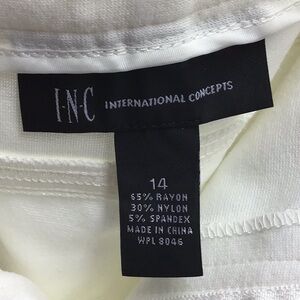 I·N·C INTERNATIONAL CONCEPTS
14
65% RAYON
30% NYLON
5% SPANDEX
MADE IN CHINA
WPL 8046